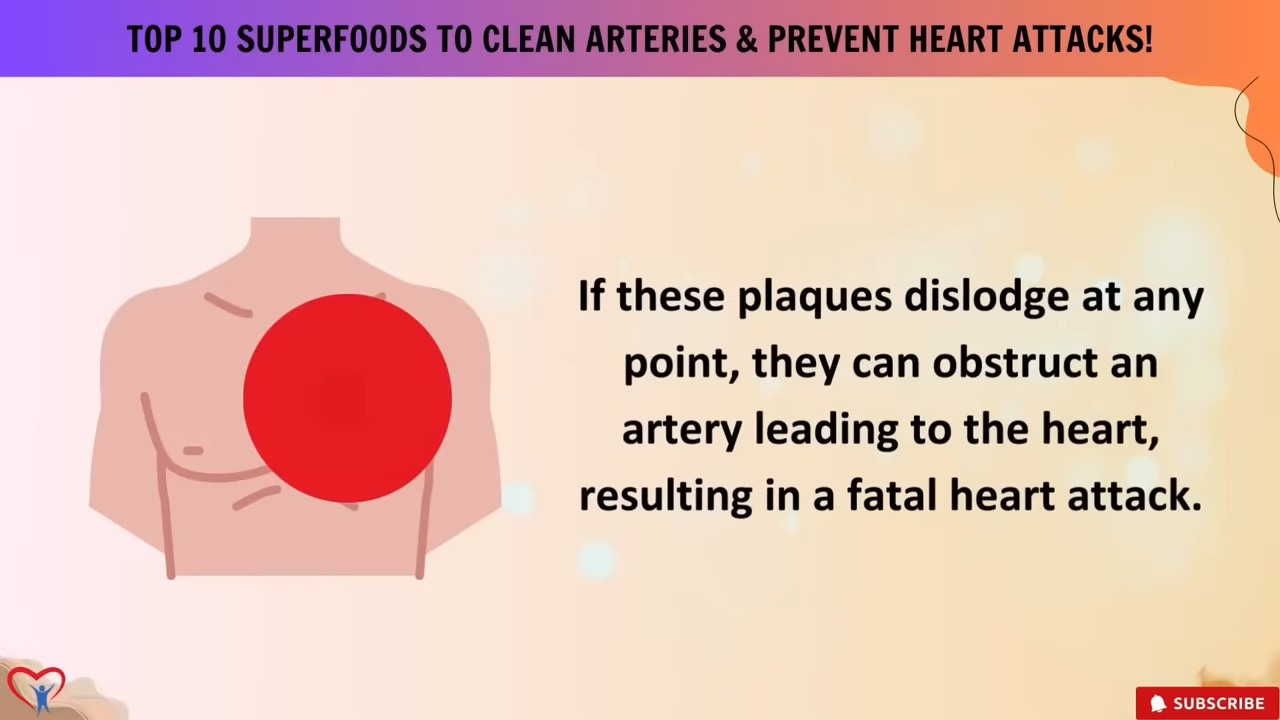 TOP 10 SUPERFOODS TO CLEAN ARTERIES & PREVENT HEART ATTACKS!
If these plaques dislodge at any
point, they can obstruct an
artery leading to the heart,
resulting in a fatal heart attack.
SUBSCRIBE